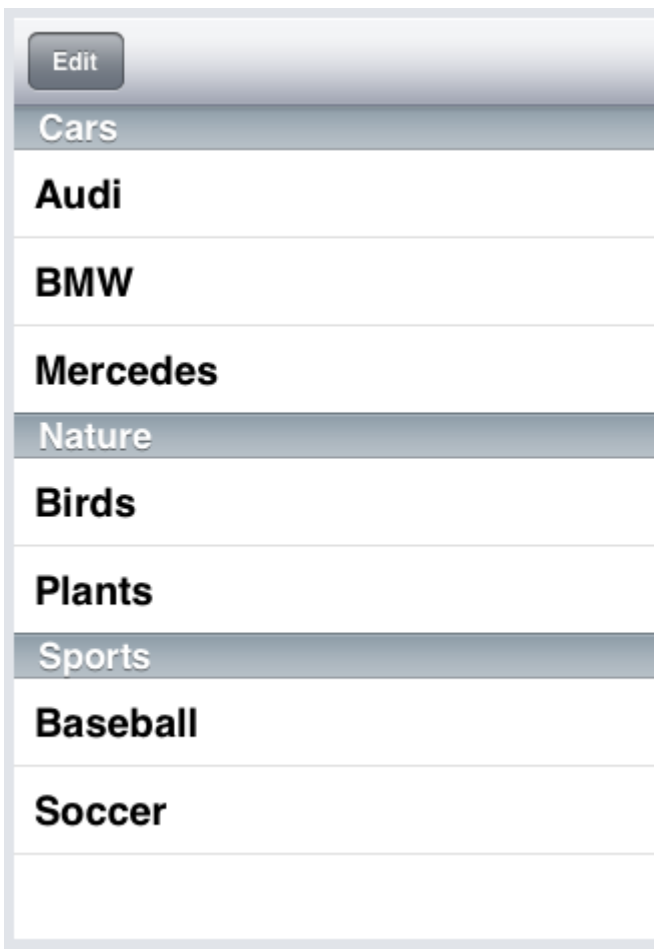 Edit
Cars
Audi
BMW
Mercedes
Nature
Birds
Plants
Sports
Baseball
Soccer